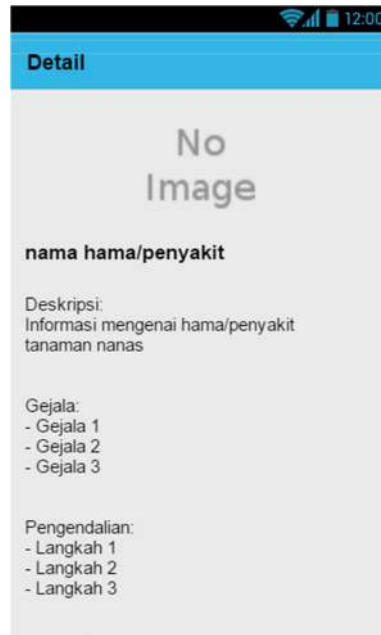 12:00
Detail
No
Image
nama hama/penyakit
Deskripsi:
Informasi mengenai hama/penyakit
tanaman nanas
Gejala:
- Gejala 1
- Gejala 2
- Gejala 3
Pengendalian:
- Langkah 1
- Langkah 2
- Langkah 3